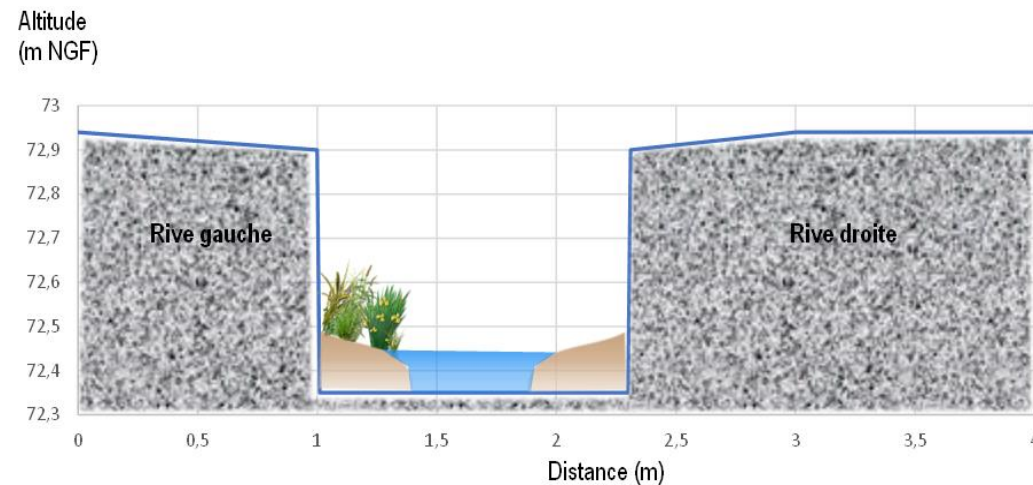 Altitude
(m NGF)
73
72,9
72,8
72,7
Rive gauche
Rive droite
72,6
72,5
72,4
72,3
0 0,5 1 1,5 2 2,5 3 3,5 4
Distance (m)